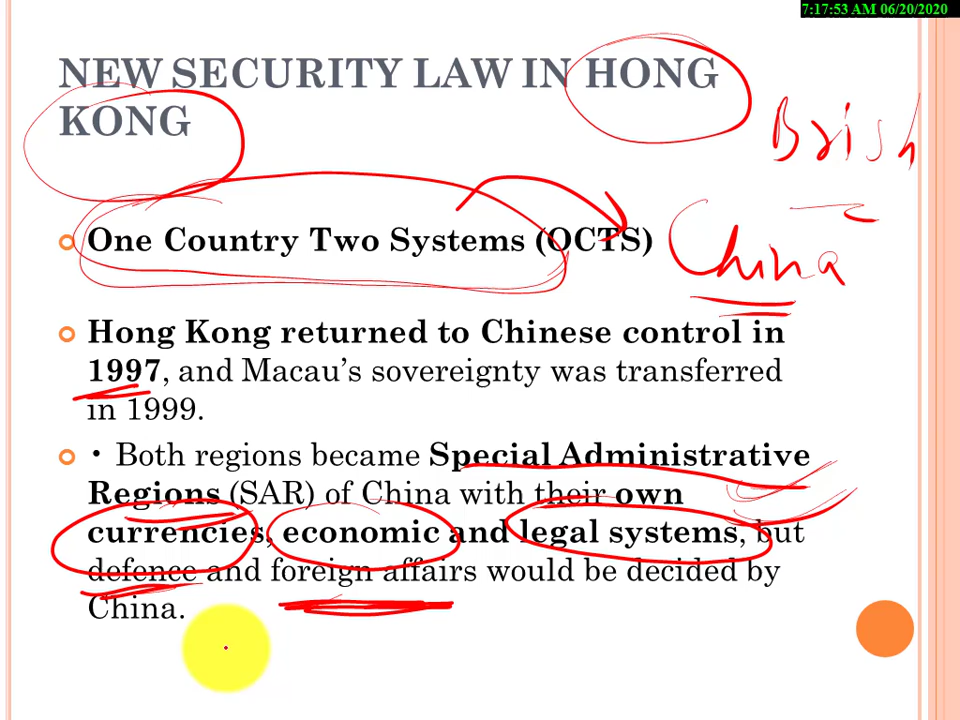 7:17:53 AM 06/20/2020
NEW SECURITY LAW IN HONG
KONG
Brish
China
One Country Two Systems (OCTS)
Hong Kong returned to Chinese control in
1997, and Macau’s sovereignty was transferred
in 1999.
• Both regions became Special Administrative
Regions (SAR) of China with their own
currencies, economic and legal systems, but
defence and foreign affairs would be decided by
China.